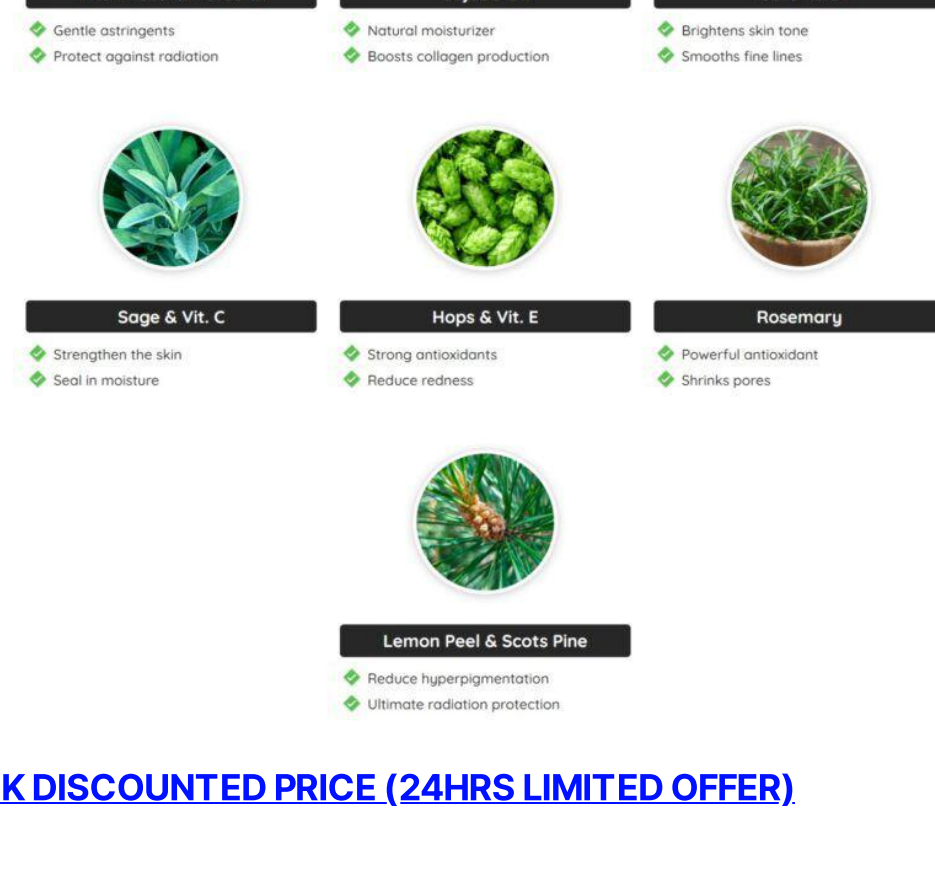 Gentle astringents
Protect against radiation
Natural moisturizer
Boosts collagen production
Brightens skin tone
Smooths fine lines
Sage & Vit. C
Strengthen the skin
Seal in moisture
Hops & Vit. E
Strong antioxidants
Reduce redness
Rosemary
Powerful antioxidant
Shrinks pores
Lemon Peel & Scots Pine
Reduce hyperpigmentation
Ultimate radiation protection
K DISCOUNTED PRICE (24HRS LIMITED OFFER)